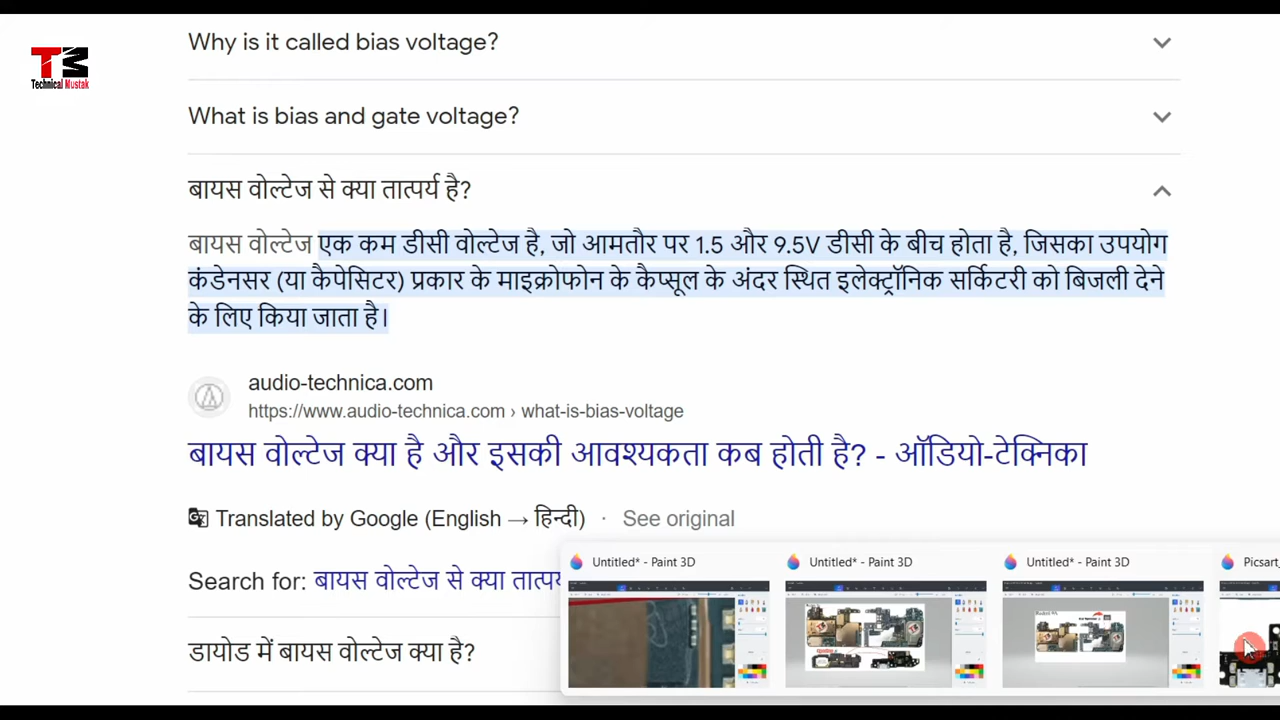 Why is it called bias voltage?
T3
Technical Mustak
What is bias and gate voltage?
बायस वोल्टेज से क्या तात्पर्य है?
बायस वोल्टेज एक कम डीसी वोल्टेज है, जो आमतौर पर 1.5 और 9.5V डीसी के बीच होता है, जिसका उपयोग
कंडेनसर (या कैपेसिटर) प्रकार के माइक्रोफोन के कैप्सूल के अंदर स्थित इलेक्ट्रॉनिक सर्किटरी को बिजली देने
के लिए किया जाता है।
audio-technica.com
https://www.audio-technica.com › what-is-bias-voltage
बायस वोल्टेज क्या है और इसकी आवश्यकता कब होती है? - ऑडियो-टेक्निका
Translated by Google (English → हिन्दी) · See original
Untitled* - Paint 3D
Untitled* - Paint 3D
Untitled* - Paint 3D
Picsart_
Search for: बायस वोल्टेज से क्या तात्पर्य
डायोड में बायस वोल्टेज क्या है?